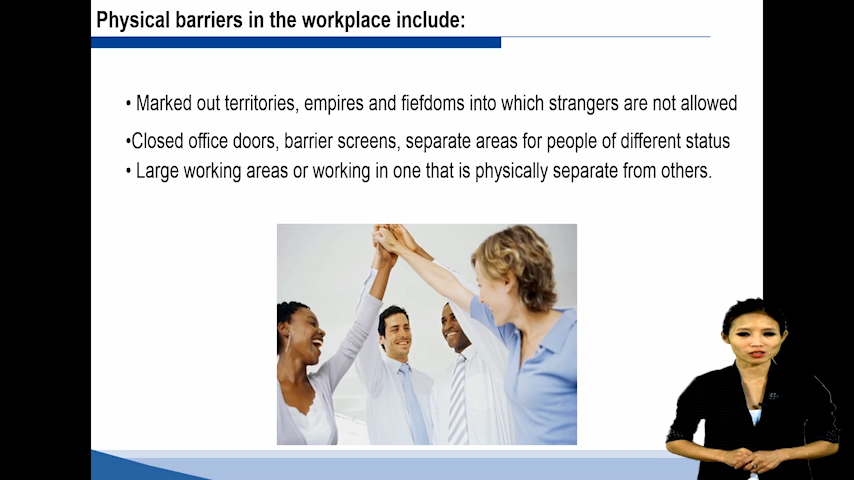 Physical barriers in the workplace include:
• Marked out territories, empires and fiefdoms into which strangers are not allowed
•Closed office doors, barrier screens, separate areas for people of different status
• Large working areas or working in one that is physically separate from others.